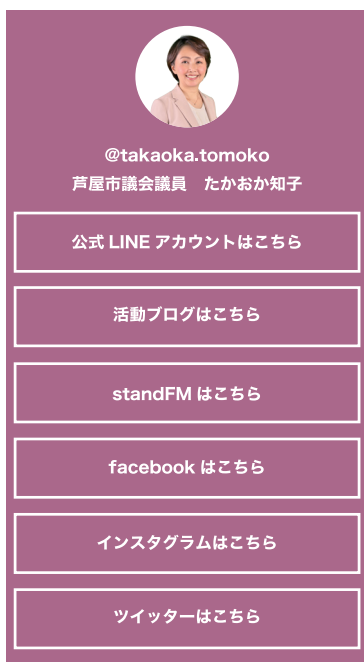 @takaoka.tomoko
芦屋市議会議員　たかおか知子
公式 LINE アカウントはこちら
活動ブログはこちら
standFM はこちら
facebook はこちら
インスタグラムはこちら
ツイッターはこちら